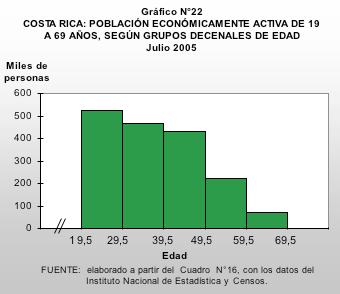 Gráfico N°22
COSTA RICA: POBLACIÓN ECONÓMICAMENTE ACTIVA DE 19
A 69 AÑOS, SEGÚN GRUPOS DECENALES DE EDAD
Julio 2005
Miles de
personas
600
500
400
300
200
100
0
19,5 29,5 39,5 49,5 59,5 69,5
Edad
FUENTE: elaborado a partir del Cuadro N°16, con los datos del
Instituto Nacional de Estadística y Censos.